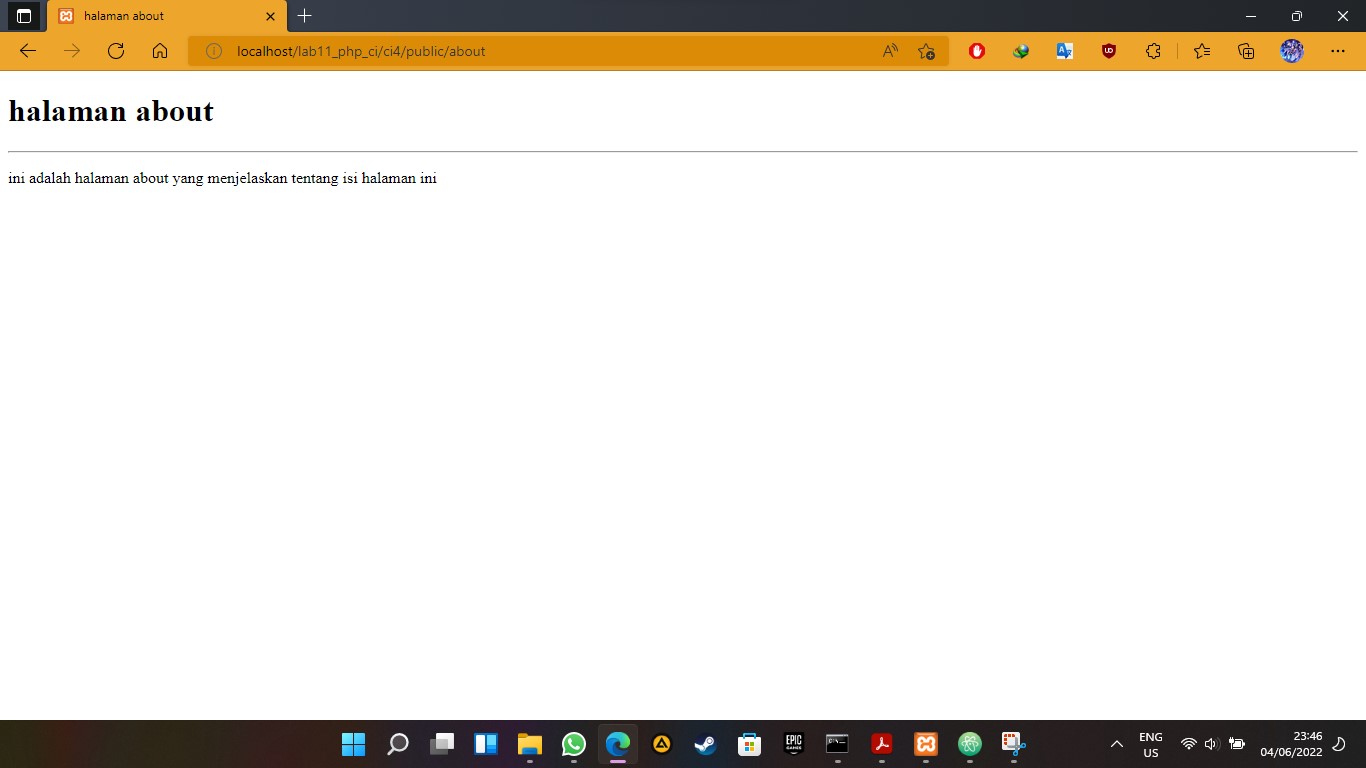 halaman about
localhost/lab11_php_ci/ci4/public/about
halaman about
ini adalah halaman about yang menjelaskan tentang isi halaman ini
EPIC
GAMES
ENG
US
23:46
04/06/2022